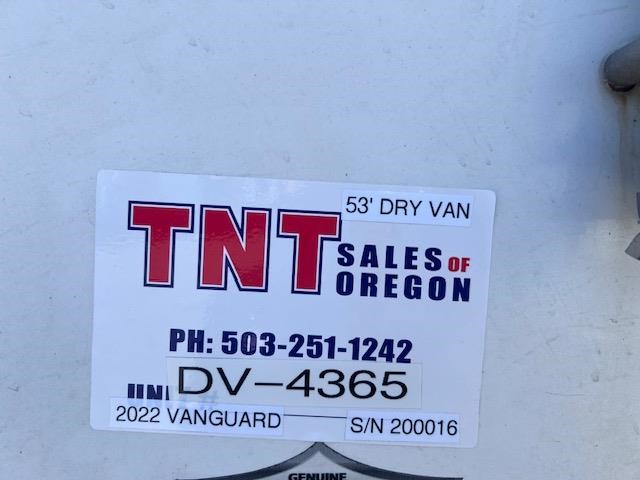 53' DRY VAN
TNT SALES OF
OREGON
PH: 503-251-1242
DV-4365
2022 VANGUARD
S/N 200016
GENUINE